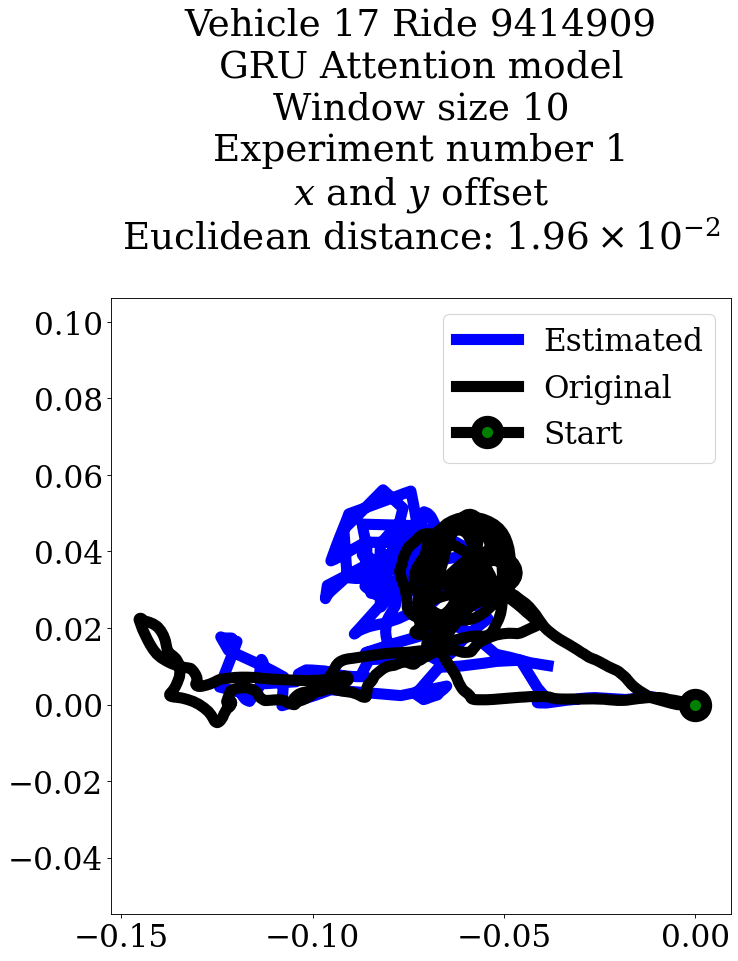 Vehicle 17 Ride 9414909
GRU Attention model
Window size 10
Experiment number 1
x and y offset
Euclidean distance: 1.96 × 10⁻²
Estimated
Original
Start
0.10
0.08
0.06
0.04
0.02
0.00
−0.02
−0.04
−0.15
−0.10
−0.05
0.00